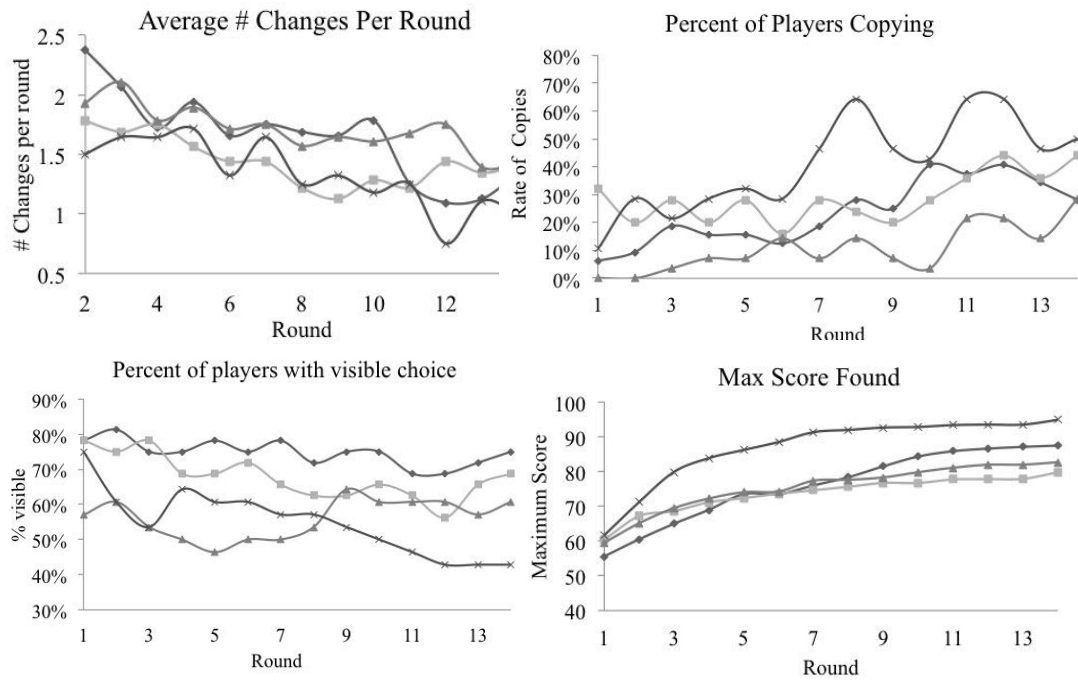 Average # Changes Per Round
2.5
2
1.5
1
0.5
# Changes per round
2 4 6 8 10 12
Round
Percent of Players Copying
80%
70%
60%
50%
40%
30%
20%
10%
0%
Rate of Copies
1 3 5 7 9 11 13
Round
Percent of players with visible choice
90%
80%
70%
60%
50%
40%
30%
% visible
1 3 5 7 9 11 13
Round
Max Score Found
100
90
80
70
60
50
40
Maximum Score
1 3 5 7 9 11 13
Round